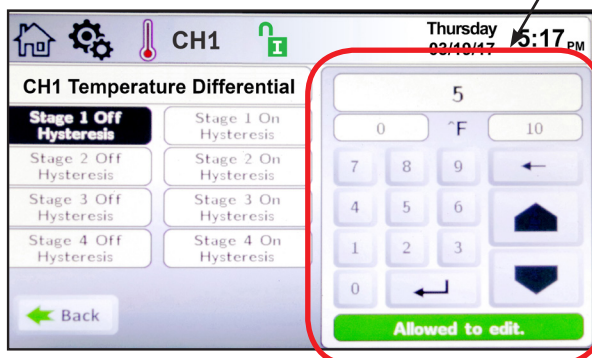 CH1
I
Thursday
03/19/17
5:17 PM
CH1 Temperature Differential
Stage 1 Off
Hysteresis
Stage 1 On
Hysteresis
Stage 2 Off
Hysteresis
Stage 2 On
Hysteresis
Stage 3 Off
Hysteresis
Stage 3 On
Hysteresis
Stage 4 Off
Hysteresis
Stage 4 On
Hysteresis
Back
5
0 °F 10
7 8 9
4 5 6
1 2 3
0
Allowed to edit.